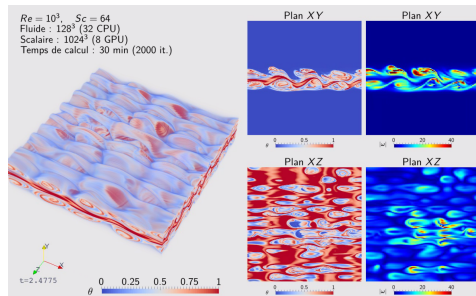 Re = 10³, Sc = 64
Fluide : 128³ (32 CPU)
Scalaire : 1024³ (8 GPU)
Temps de calcul : 30 min (2000 it.)
Plan XY
Plan XY
θ 0 0.5 1
|ω| 0 20 40
Plan XZ
Plan XZ
Y
Z X
t=2.4775
θ 0 0.25 0.5 0.75 1
θ 0 0.5 1
|ω| 0 20 40